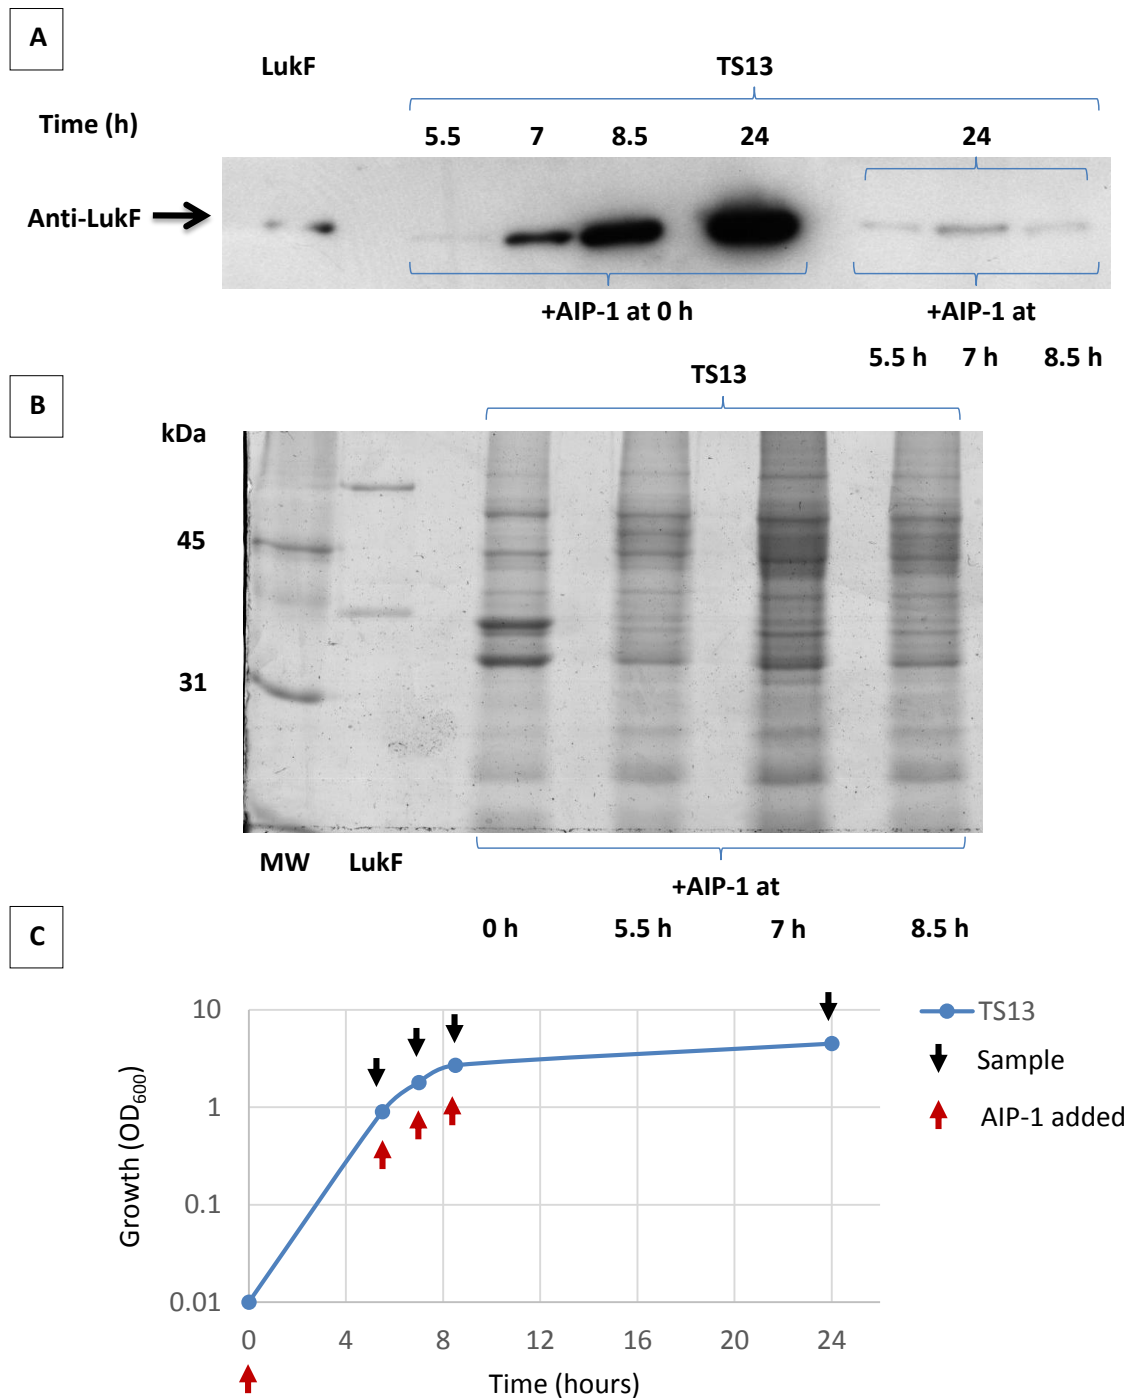 A
LukF
TS13
Time (h)
5.5 7 8.5 24 24
Anti-LukF
+AIP-1 at 0 h
+AIP-1 at
5.5 h 7 h 8.5 h
TS13
B
kDa
45
31
MW LukF
+AIP-1 at
0 h 5.5 h 7 h 8.5 h
C
10
1
0.1
0.01
Growth (OD600)
0 4 8 12 16 20 24
Time (hours)
TS13
Sample
AIP-1 added